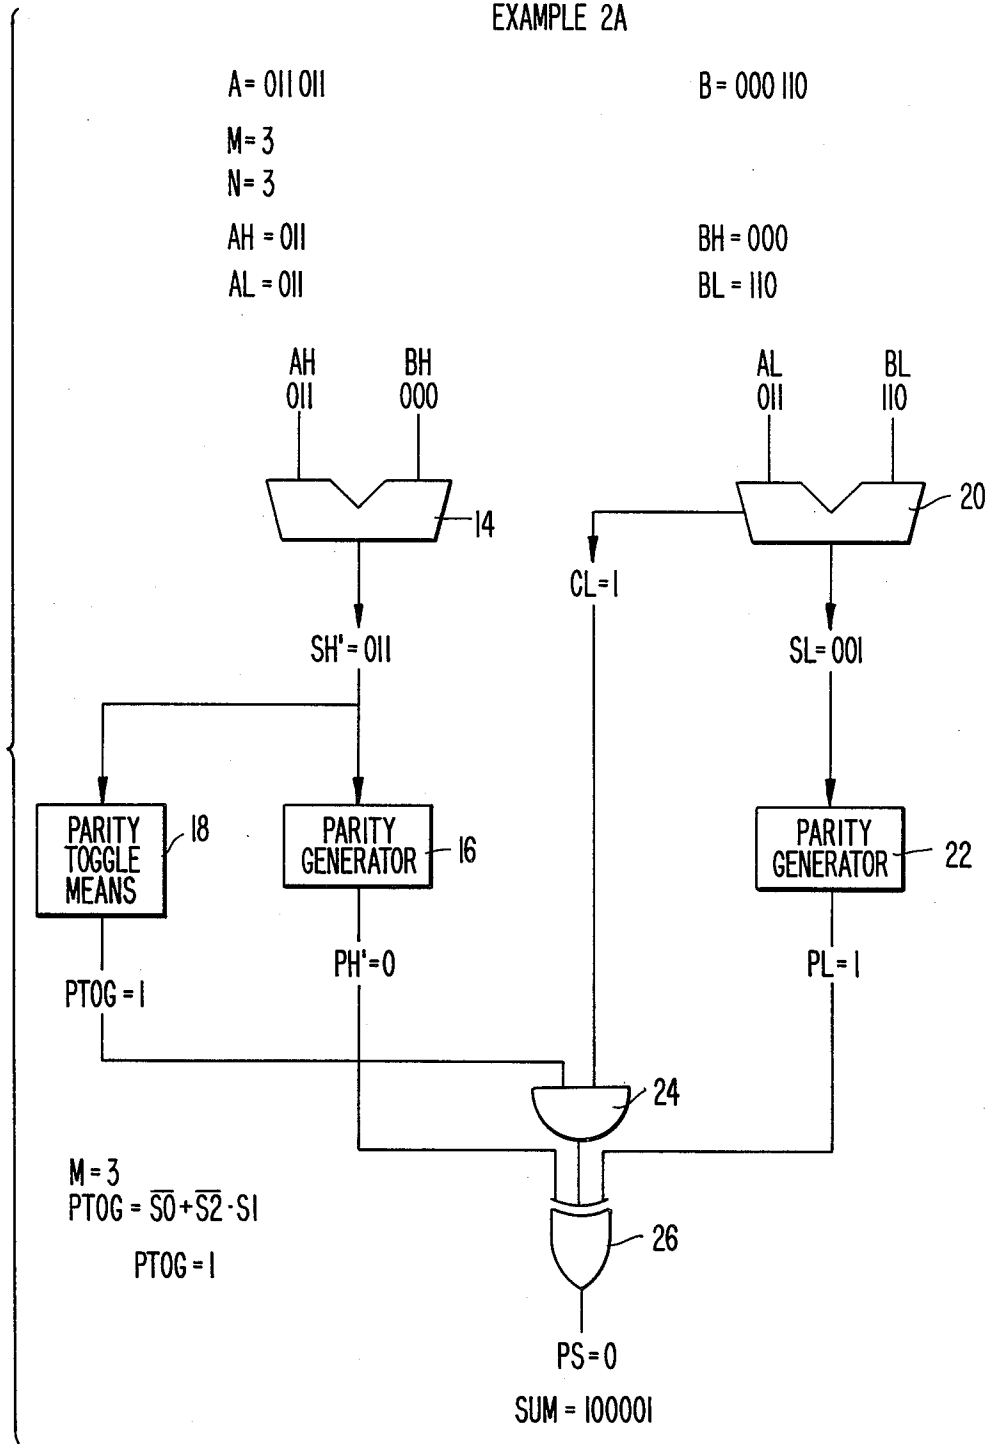 EXAMPLE 2A
A = 011 011
B = 000 110
M = 3
N = 3
AH = 011
BH = 000
AL = 011
BL = 110
AH
011
BH
000
AL
011
BL
110
14
20
CL=1
SH' = 011
SL = 001
PARITY
TOGGLE
MEANS
18
PARITY
GENERATOR
16
PARITY
GENERATOR
22
PTOG = 1
PH' = 0
PL = 1
24
M = 3
PTOG = S̅0̅ + S̅2̅ · S1
PTOG = 1
26
PS = 0
SUM = 100001